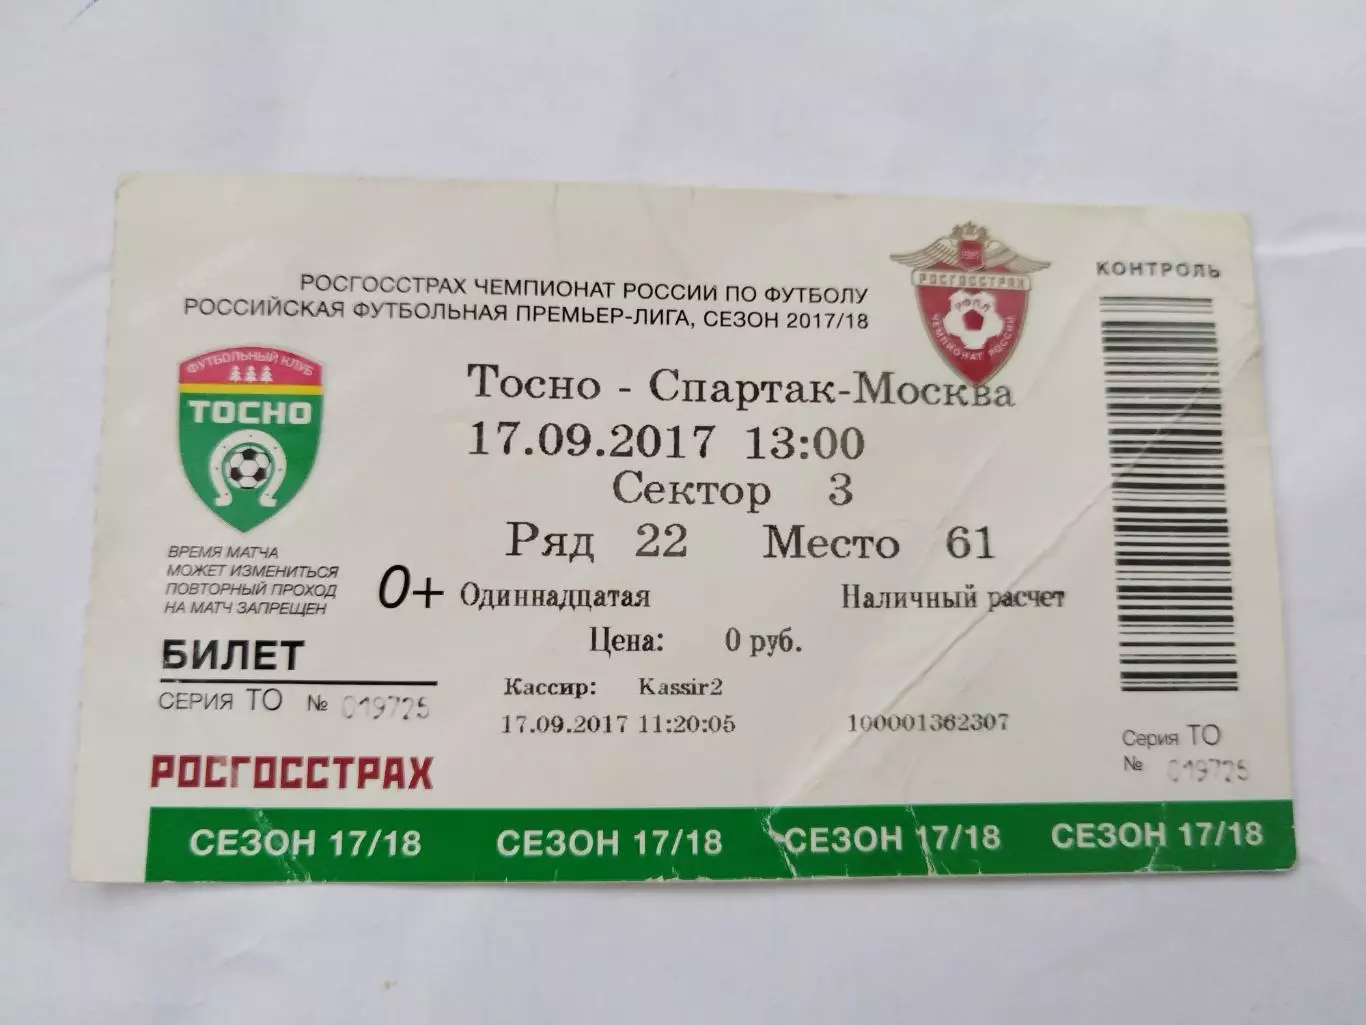 РОСГОССТРАХ ЧЕМПИОНАТ РОССИИ ПО ФУТБОЛУ
РОССИЙСКАЯ ФУТБОЛЬНАЯ ПРЕМЬЕР-ЛИГА, СЕЗОН 2017/18
РОСГОССТРАХ
РФПЛ
ЧЕМПИОНАТ РОССИИ
КОНТРОЛЬ
ФУТБОЛЬНЫЙ КЛУБ
ТОСНО
Тосно - Спартак-Москва
17.09.2017 13:00
Сектор 3
Ряд 22 Место 61
ВРЕМЯ МАТЧА
МОЖЕТ ИЗМЕНИТЬСЯ
ПОВТОРНЫЙ ПРОХОД
НА МАТЧ ЗАПРЕЩЕН
0+
Одиннадцатая Наличный расчет
Цена: 0 руб.
БИЛЕТ
СЕРИЯ ТО № 019725
Кассир: Kassir2
17.09.2017 11:20:05 100001362307
Серия ТО
№ 019725
РОСГОССТРАХ
СЕЗОН 17/18 СЕЗОН 17/18 СЕЗОН 17/18 СЕЗОН 17/18